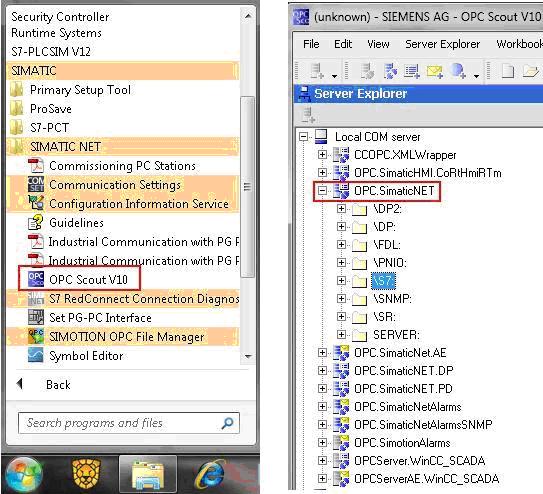 Security Controller
Runtime Systems
S7-PLCSIM V12
SIMATIC
Primary Setup Tool
ProSave
S7-PCT
SIMATIC NET
Commissioning PC Stations
Communication Settings
Configuration Information Service
Guidelines
Industrial Communication with PG F
Industrial Communication with PG F
OPC Scout V10
S7 RedConnect Connection Diagnos
Set PG-PC Interface
SIMOTION OPC File Manager
Symbol Editor
Back
Search programs and files
(unknown) - SIEMENS AG - OPC Scout V10
File Edit View Server Explorer Workbook
Server Explorer
Local COM server
CCOPC.XMLWrapper
OPC.SimaticHMI.CoRtHmiRTm
OPC.SimaticNET
\DP2:
\DP:
\FDL:
\PNIO:
\S7:
\SNMP:
\SR:
SERVER:
OPC.SimaticNet.AE
OPC.SimaticNET.DP
OPC.SimaticNET.PD
OPC.SimaticNetAlarms
OPC.SimaticNetAlarmsSNMP
OPC.SimotionAlarms
OPCServer.WinCC_SCADA
OPCServerAE.WinCC_SCADA